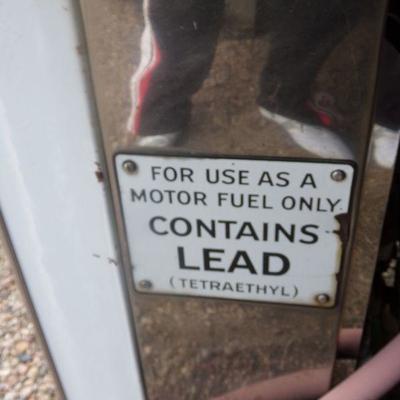 FOR USE AS A
MOTOR FUEL ONLY
CONTAINS
LEAD
(TETRAETHYL)